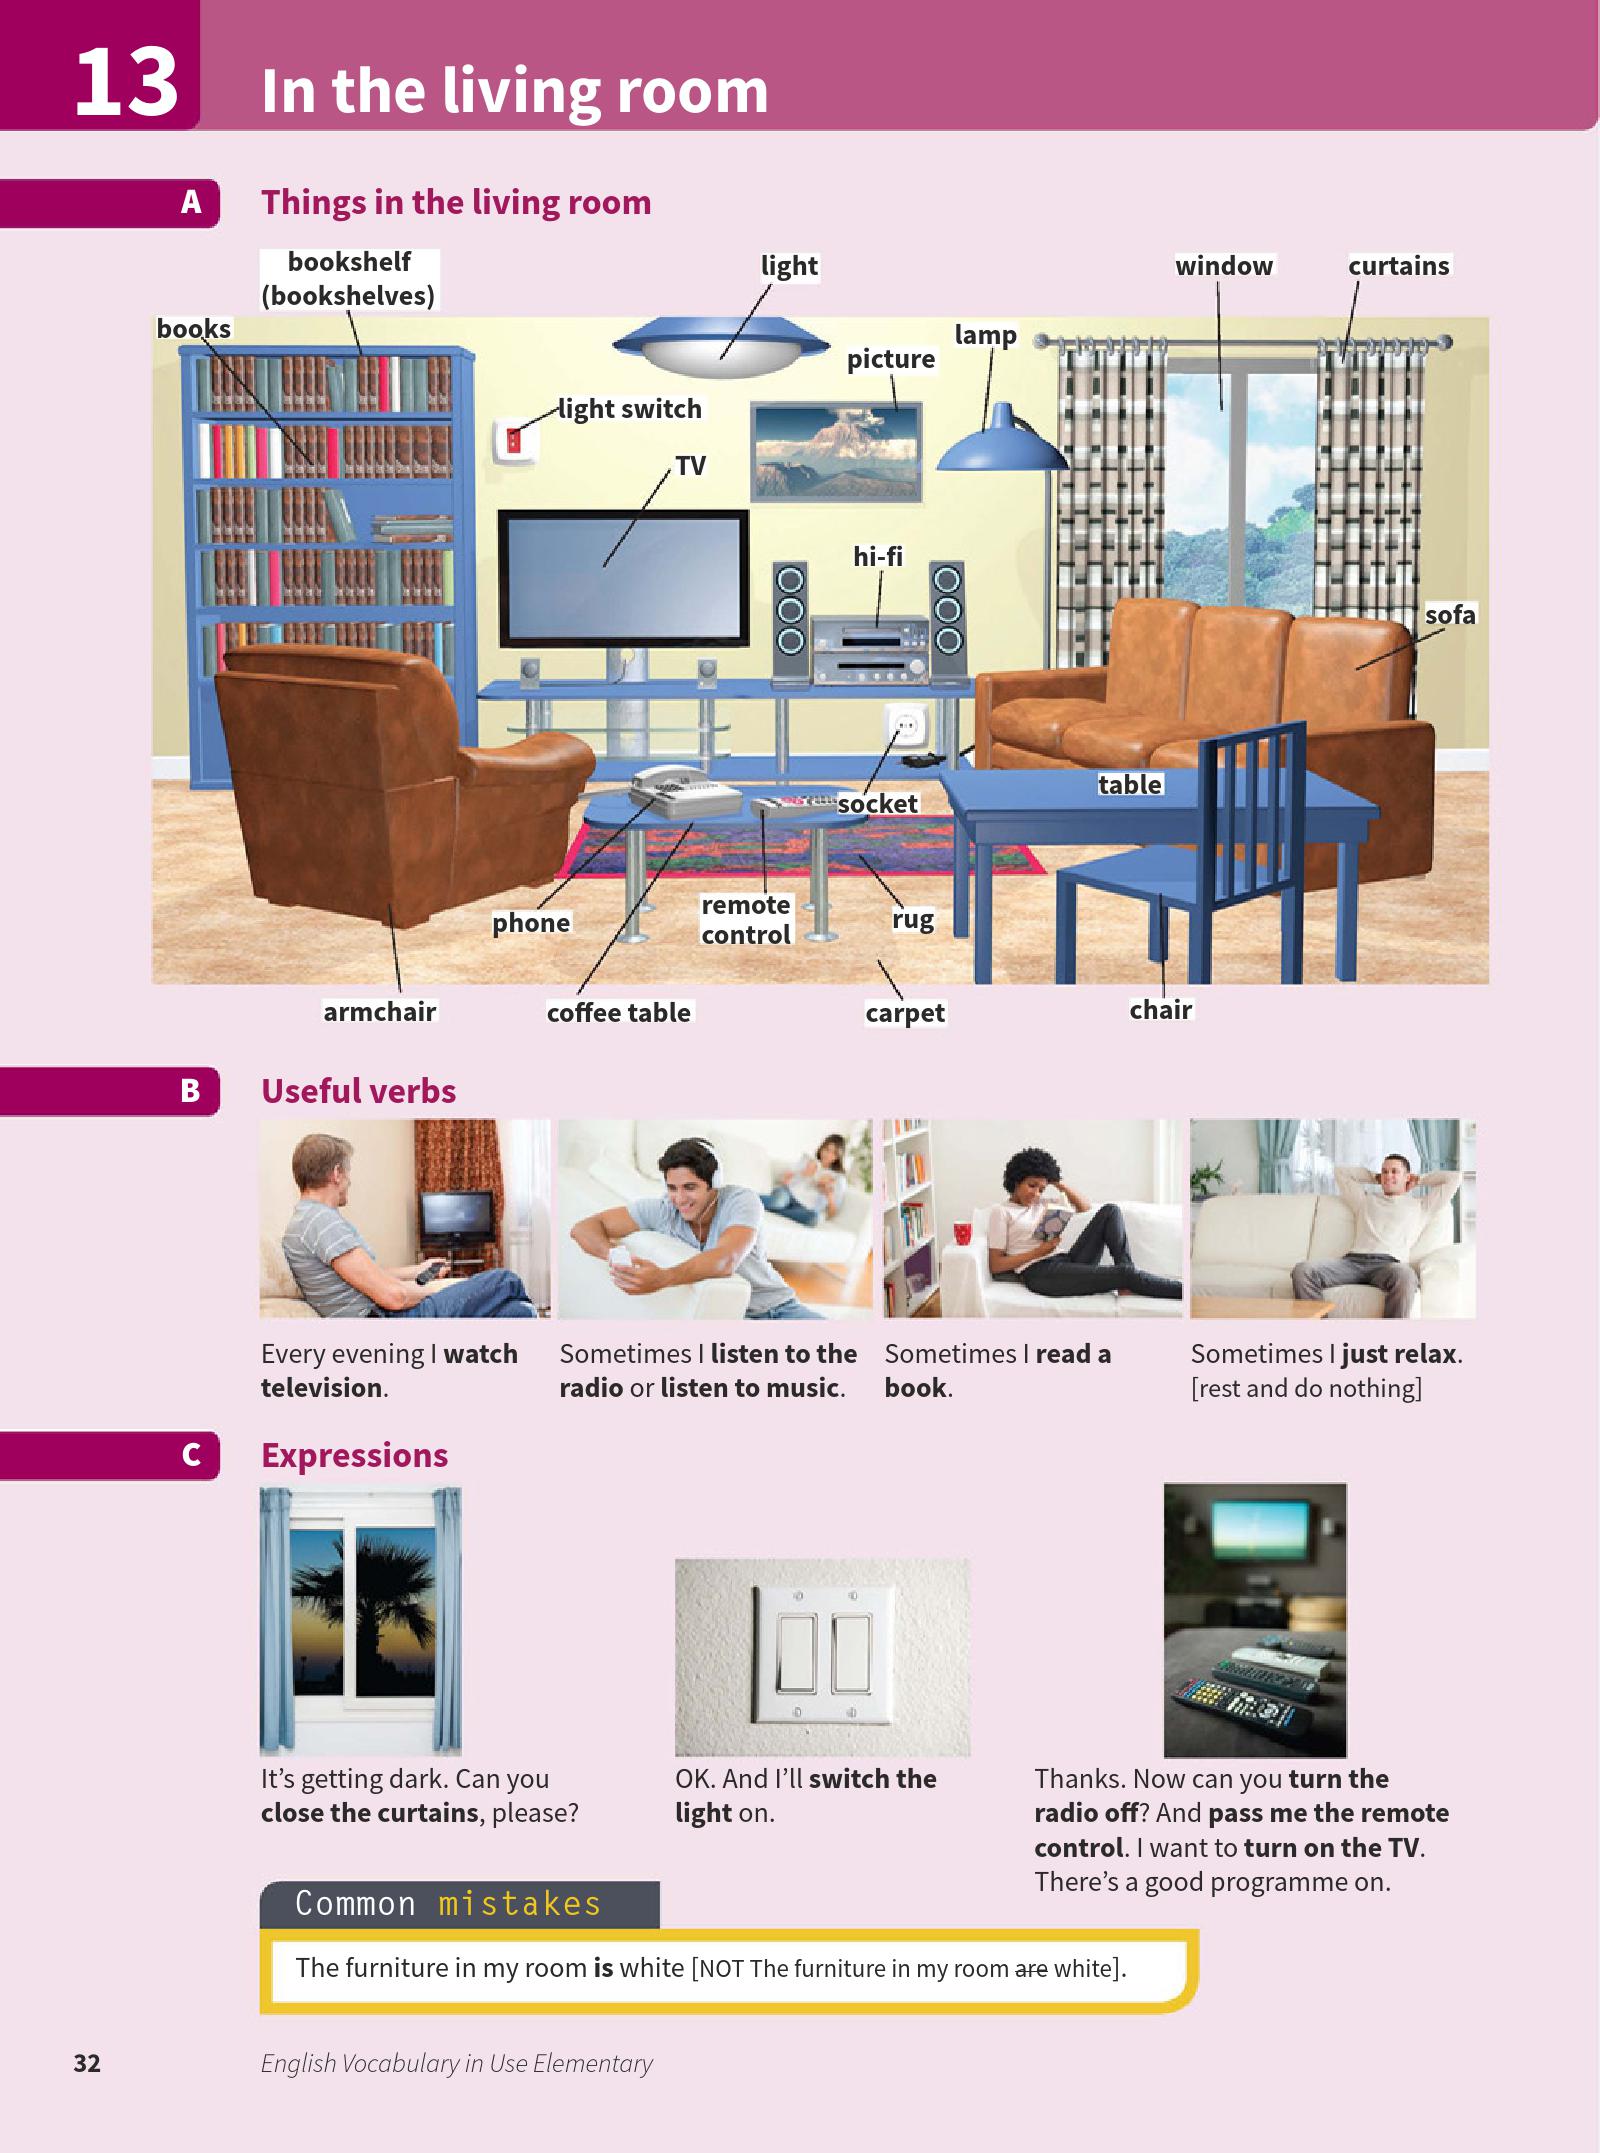 13
In the living room
A
Things in the living room
bookshelf
(bookshelves)
light
window
curtains
books
lamp
picture
light switch
TV
hi-fi
sofa
table
socket
phone
remote
control
rug
armchair
coffee table
carpet
chair
B
Useful verbs
Every evening I watch
television.
Sometimes I listen to the
radio or listen to music.
Sometimes I read a
book.
Sometimes I just relax.
[rest and do nothing]
C
Expressions
It's getting dark. Can you
close the curtains, please?
OK. And I'll switch the
light on.
Thanks. Now can you turn the
radio off? And pass me the remote
control. I want to turn on the TV.
There's a good programme on.
Common mistakes
The furniture in my room is white [NOT The furniture in my room are white].
32
English Vocabulary in Use Elementary